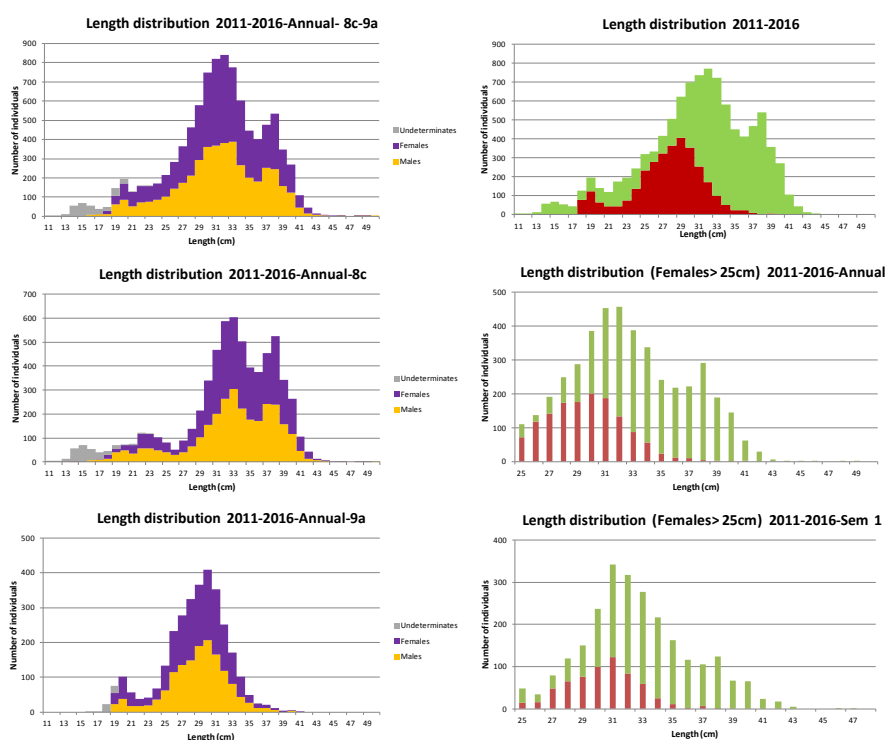 Length distribution 2011-2016-Annual- 8c-9a
Number of individuals
900
800
700
600
500
400
300
200
100
0
11 13 15 17 19 21 23 25 27 29 31 33 35 37 39 41 43 45 47 49
Length (cm)
Undeterminates
Females
Males
Length distribution 2011-2016
Number of individuals
900
800
700
600
500
400
300
200
100
0
11 13 15 17 19 21 23 25 27 29 31 33 35 37 39 41 43 45 47 49
Length (cm)
Length distribution 2011-2016-Annual-8c
Number of individuals
700
600
500
400
300
200
100
0
11 13 15 17 19 21 23 25 27 29 31 33 35 37 39 41 43 45 47 49
Length (cm)
Undeterminates
Females
Males
Length distribution (Females> 25cm) 2011-2016-Annual
Number of individuals
500
400
300
200
100
0
25 27 29 31 33 35 37 39 41 43 45 47 49
Length (cm)
Length distribution 2011-2016-Annual-9a
Number of individuals
500
400
300
200
100
0
11 13 15 17 19 21 23 25 27 29 31 33 35 37 39 41 43 45 47 49
Length (cm)
Undeterminates
Females
Males
Length distribution (Females> 25cm) 2011-2016-Sem 1
Number of individuals
400
300
200
100
0
25 27 29 31 33 35 37 39 41 43 45 47
Length (cm)